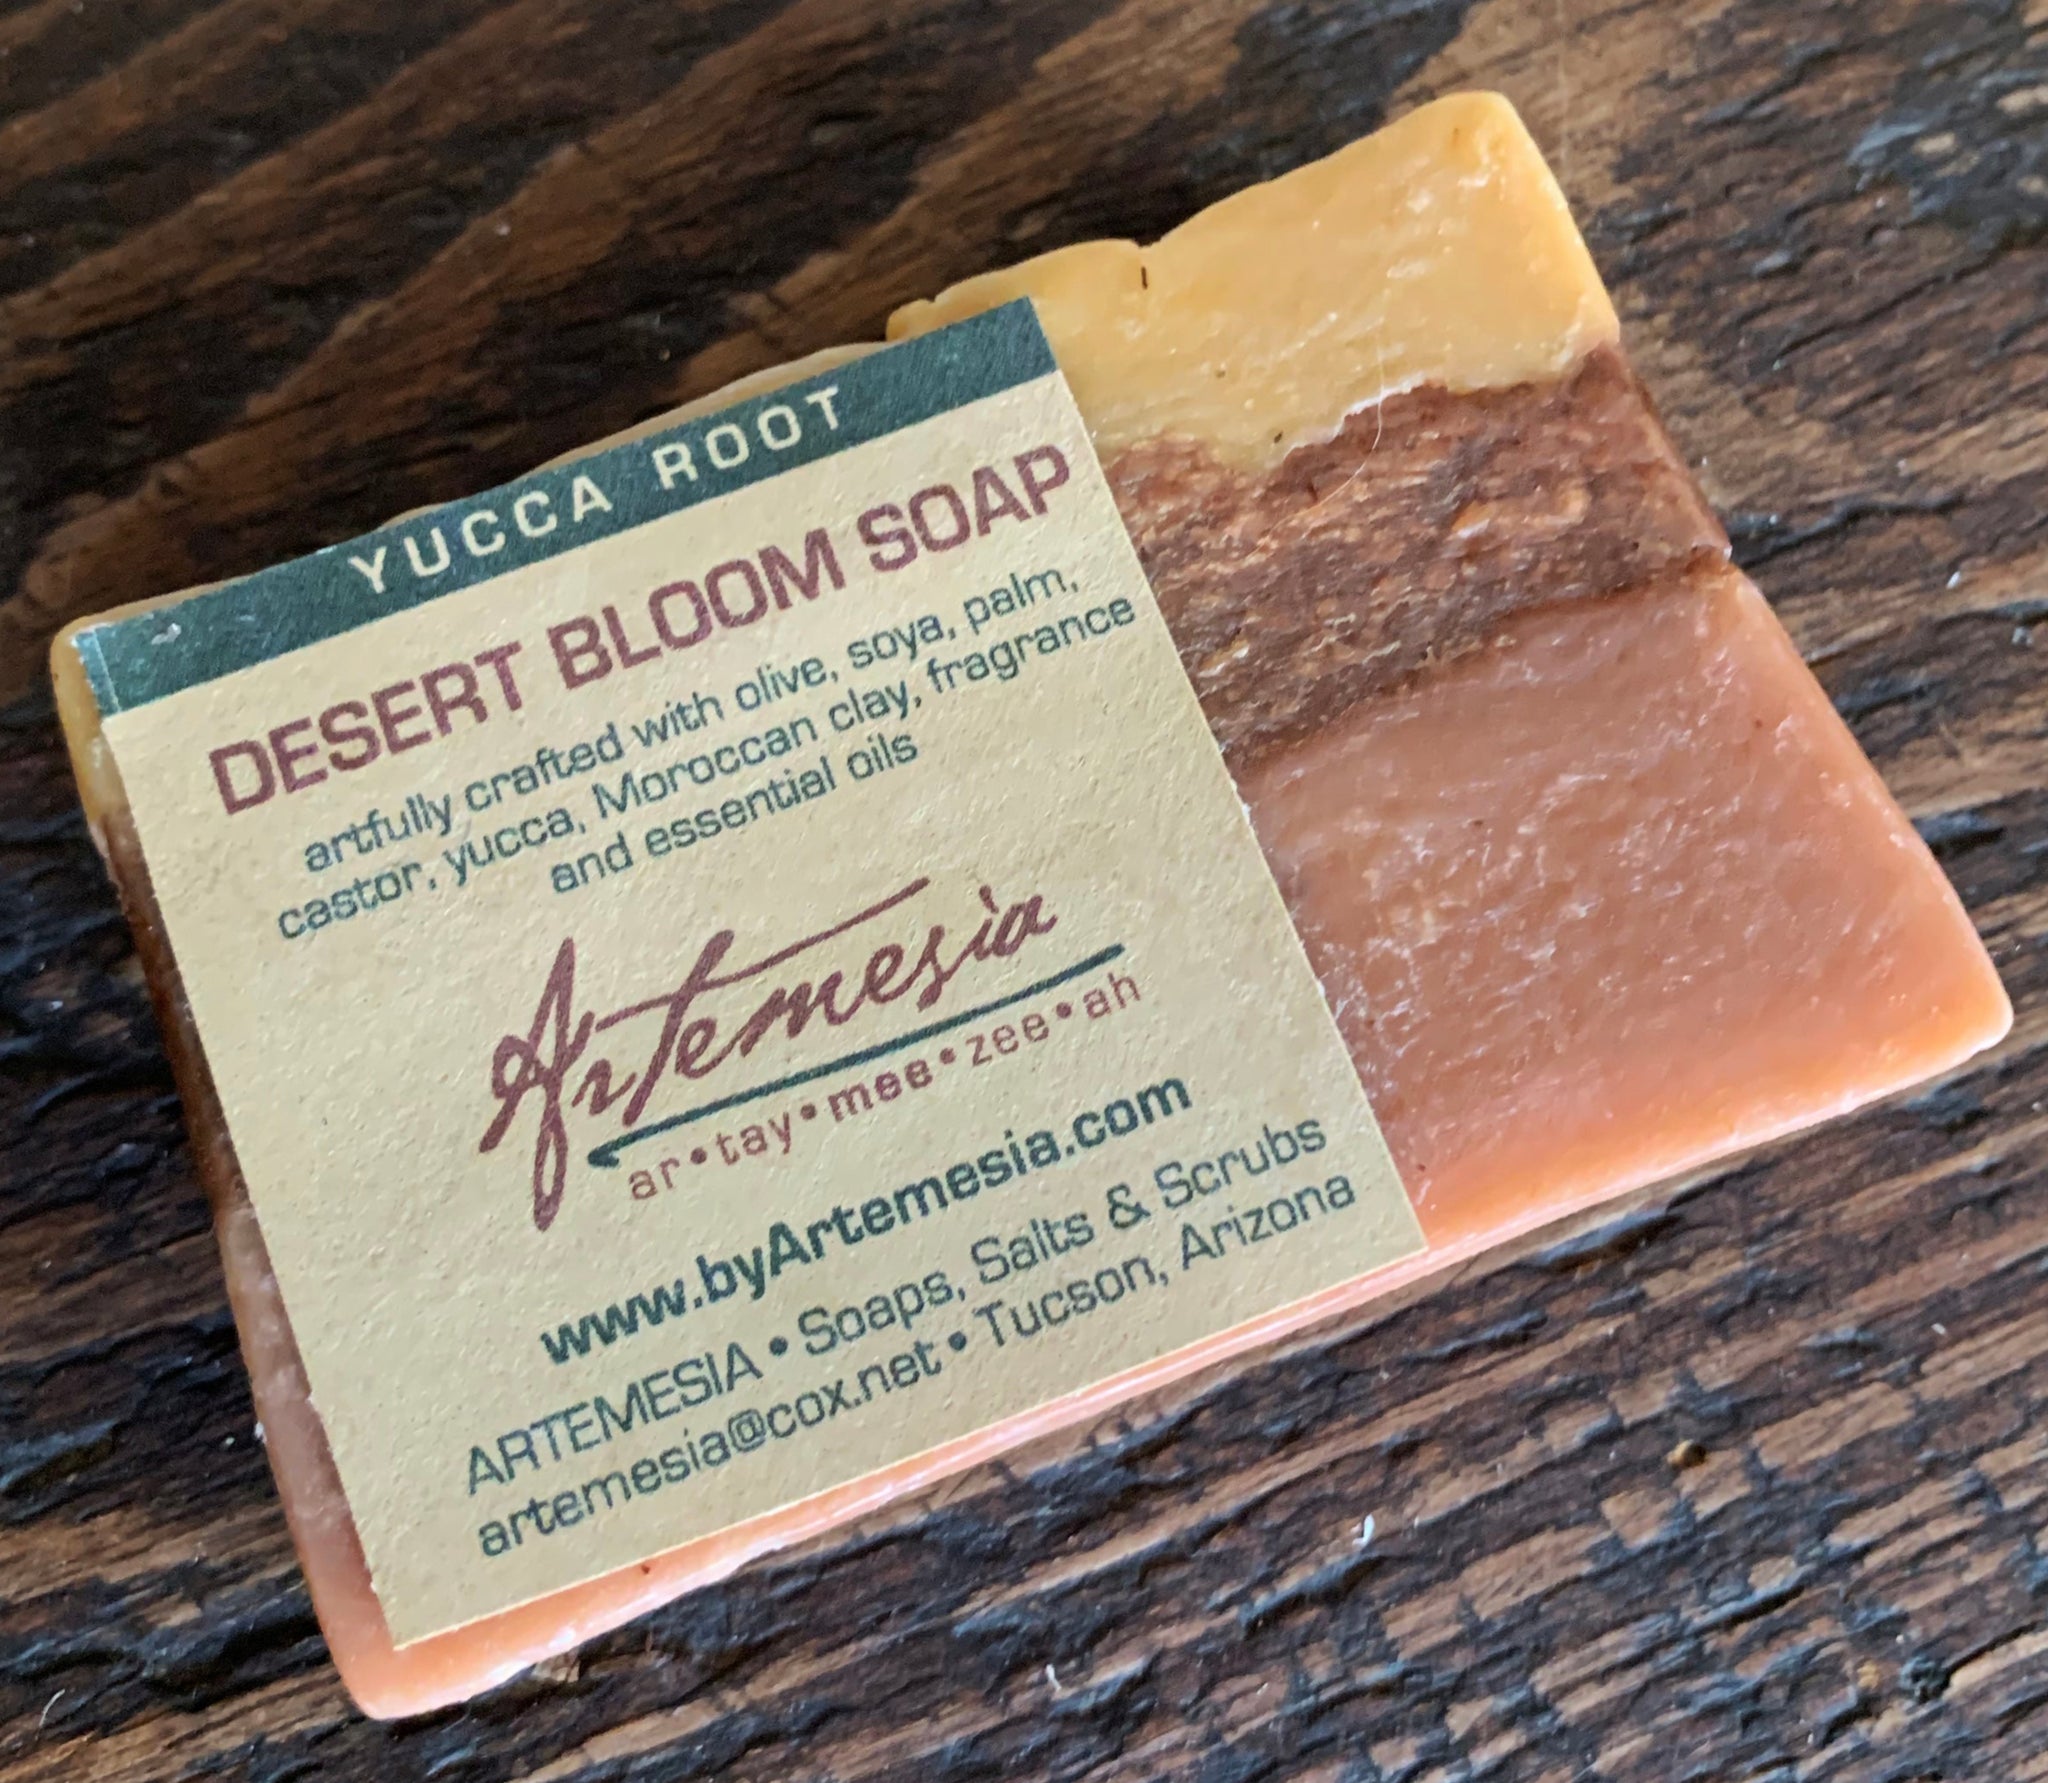 YUCCA ROOT
DESERT BLOOM SOAP
artfully crafted with olive, soya, palm,
castor, yucca, Moroccan clay, fragrance
and essential oils
Artemesia
ar•tay•mee•zee•ah
www.byArtemesia.com
ARTEMESIA • Soaps, Salts & Scrubs
artemesia@cox.net • Tucson, Arizona